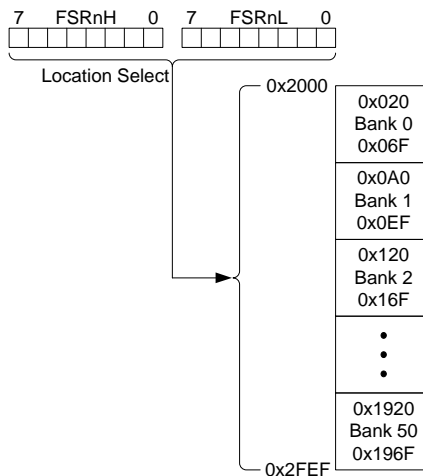 7 FSRnH 0 7 FSRnL 0
Location Select
0x2000
0x020
Bank 0
0x06F
0x0A0
Bank 1
0x0EF
0x120
Bank 2
0x16F
0x1920
Bank 50
0x196F
0x2FEF